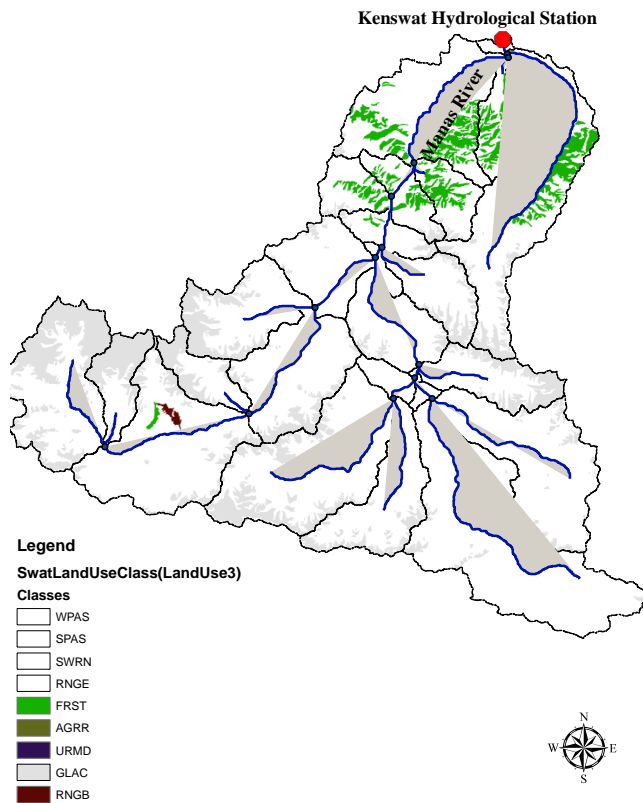 Kenswat Hydrological Station
Manas River
Legend
SwatLandUseClass(LandUse3)
Classes
WPAS
SPAS
SWRN
RNGE
FRST
AGRR
URMD
GLAC
RNGB
N
W E
S